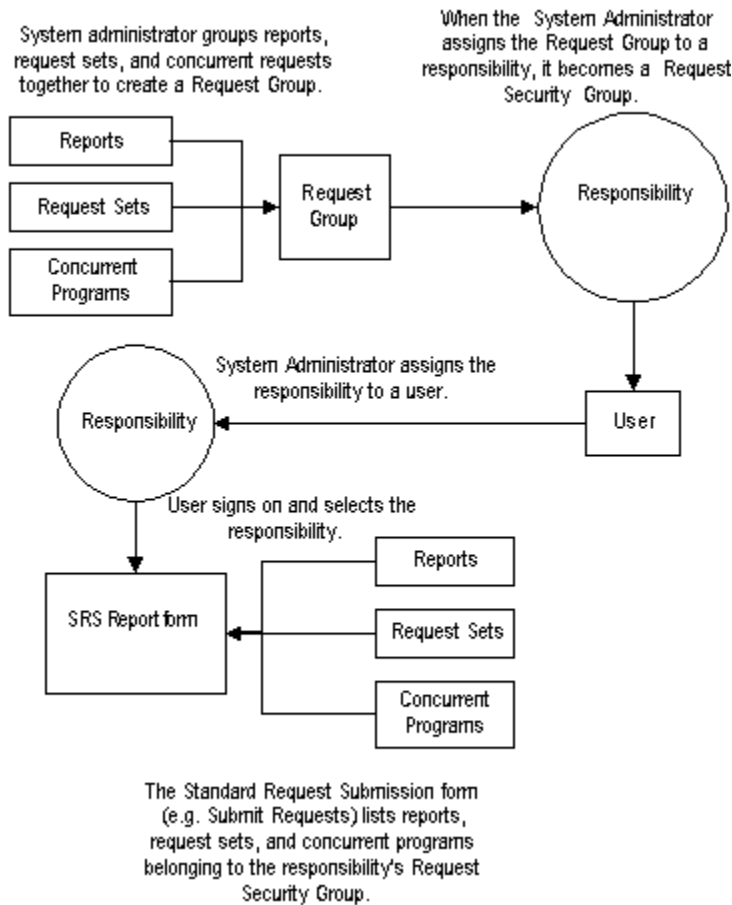 System administrator groups reports,
request sets, and concurrent requests
together to create a Request Group.
When the System Administrator
assigns the Request Group to a
responsibility, it becomes a Request
Security Group.
Reports
Request Sets
Concurrent
Programs
Request
Group
Responsibility
System Administrator assigns the
responsibility to a user.
User
Responsibility
User signs on and selects the
responsibility.
SRS Report form
Reports
Request Sets
Concurrent
Programs
The Standard Request Submission form
(e.g. Submit Requests) lists reports,
request sets, and concurrent programs
belonging to the responsibility's Request
Security Group.